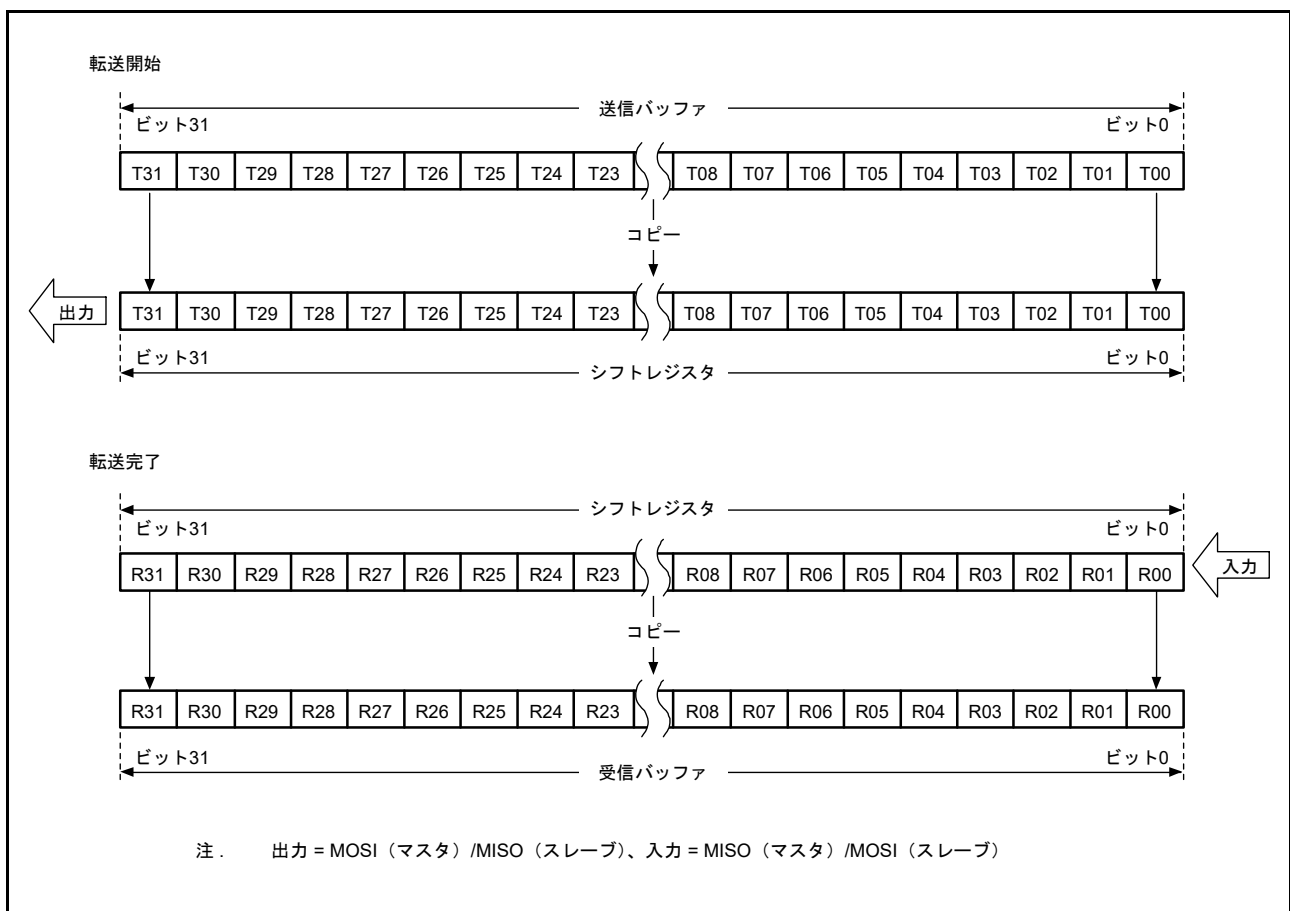 転送開始
送信バッファ
ビット31 ビット0
T31 T30 T29 T28 T27 T26 T25 T24 T23 T08 T07 T06 T05 T04 T03 T02 T01 T00
コピー
出力 T31 T30 T29 T28 T27 T26 T25 T24 T23 T08 T07 T06 T05 T04 T03 T02 T01 T00
ビット31 ビット0
シフトレジスタ
転送完了
シフトレジスタ
ビット31 ビット0
R31 R30 R29 R28 R27 R26 R25 R24 R23 R08 R07 R06 R05 R04 R03 R02 R01 R00 入力
コピー
R31 R30 R29 R28 R27 R26 R25 R24 R23 R08 R07 R06 R05 R04 R03 R02 R01 R00
ビット31 ビット0
受信バッファ
注. 出力 = MOSI(マスタ)/MISO(スレーブ)、入力 = MISO(マスタ)/MOSI(スレーブ)